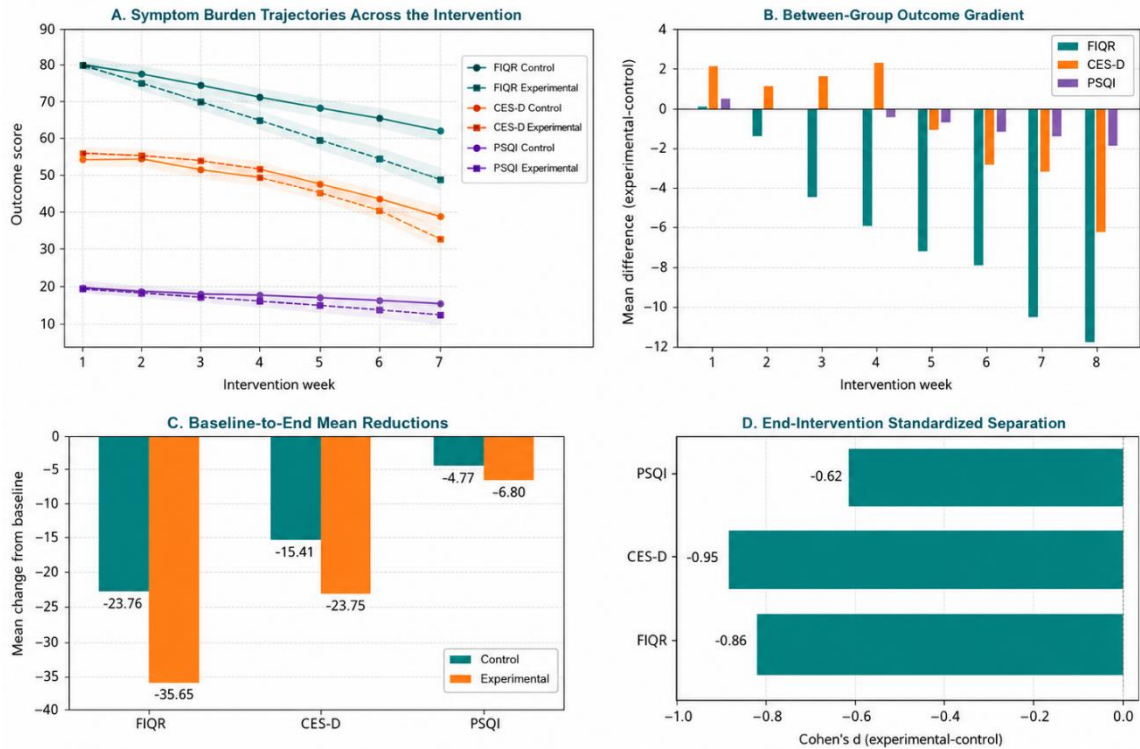 A. Symptom Burden Trajectories Across the Intervention
90
80
70
60
50
40
30
20
10
Outcome score
1 2 3 4 5 6 7
Intervention week
FIQR Control
FIQR Experimental
CES-D Control
CES-D Experimental
PSQI Control
PSQI Experimental
B. Between-Group Outcome Gradient
4
2
0
−2
−4
−6
−8
−10
−12
Mean difference (experimental-control)
1 2 3 4 5 6 7 8
Intervention week
FIQR
CES-D
PSQI
C. Baseline-to-End Mean Reductions
0
−5
−10
−15
−20
−25
−30
−35
−40
Mean change from baseline
-23.76
-35.65
-15.41
-23.75
-4.77
-6.80
FIQR CES-D PSQI
Control
Experimental
D. End-Intervention Standardized Separation
PSQI
CES-D
FIQR
-0.62
-0.95
-0.86
−1.0 −0.8 −0.6 −0.4 −0.2 0.0
Cohen's d (experimental-control)